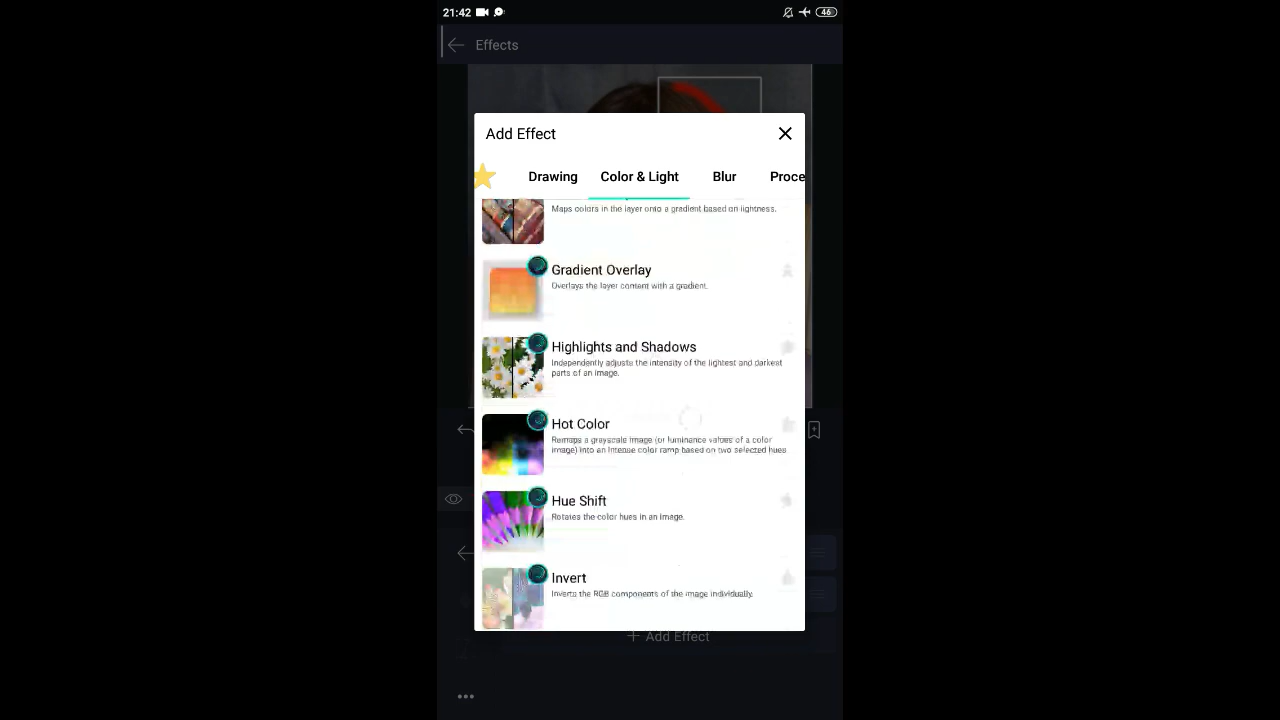 21:42
46
Effects
Add Effect
Drawing Color & Light Blur Proce
Maps colors in the layer onto a gradient based on lightness.
Gradient Overlay
Overlays the layer content with a gradient.
Highlights and Shadows
Independently adjuste the intensity of the lightest and darkest
parts of an image.
Hot Color
Remaps a greyscale image (or luminance values of a color
image) into an intense color ramp based on two selected hues
Hue Shift
Rotates the color hues in an image.
Invert
Inverts the RGB components of the image individually.
+ Add Effect